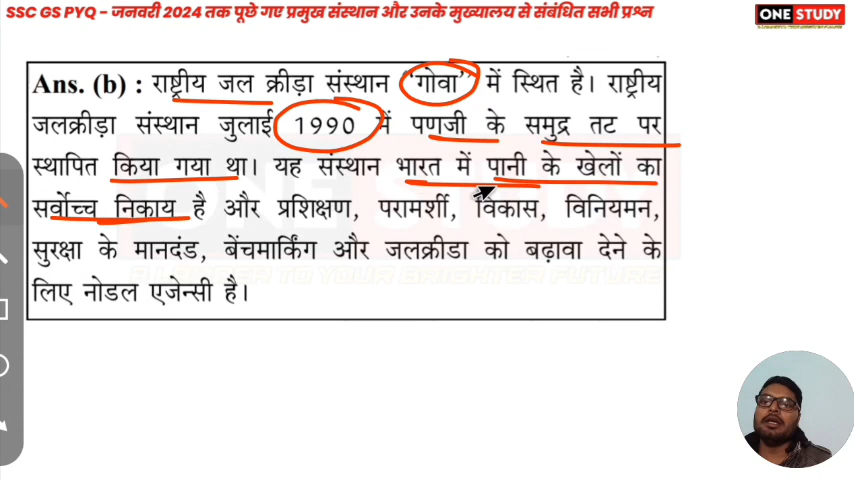 SSC GS PYQ - जनवरी 2024 तक पूछे गए प्रमुख संस्थान और उनके मुख्यालय से संबंधित सभी प्रश्न
ONE STUDY
Ans. (b) : राष्ट्रीय जल क्रीड़ा संस्थान "गोवा" में स्थित है। राष्ट्रीय
जलक्रीड़ा संस्थान जुलाई 1990 में पणजी के समुद्र तट पर
स्थापित किया गया था। यह संस्थान भारत में पानी के खेलों का
सर्वोच्च निकाय है और प्रशिक्षण, परामर्शी, विकास, विनियमन,
सुरक्षा के मानदंड, बेंचमार्किंग और जलक्रीडा को बढ़ावा देने के
लिए नोडल एजेन्सी है।